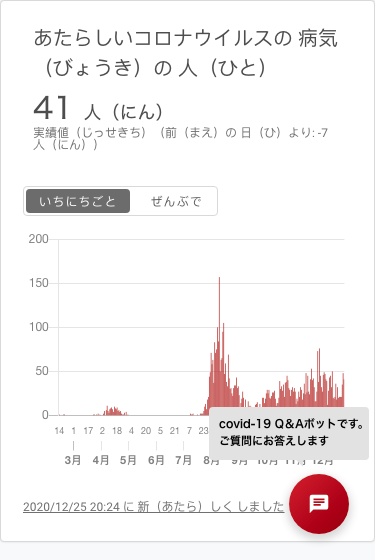 あたらしいコロナウイルスの 病気
（びょうき）の 人（ひと）
41 人（にん）
実績値（じっせきち）（前（まえ）の 日（ひ）より: -7
人（にん））
いちにちごと ぜんぶで
200
150
100
50
0
14 1 17 2 18 4 20 5 21 7 23
3月 4月 5月 6月 7月 8月 9月 10月 11月 12月
covid-19 Q&Aボットです。
ご質問にお答えします
2020/12/25 20:24 に 新（あたら）しく しました